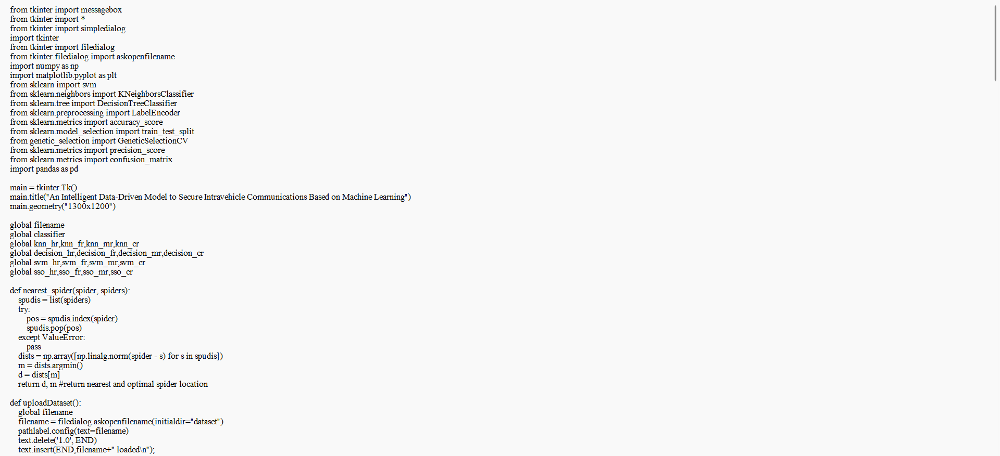 from tkinter import messagebox
from tkinter import *
from tkinter import simpledialog
import tkinter
from tkinter import filedialog
from tkinter.filedialog import askopenfilename
import numpy as np
import matplotlib.pyplot as plt
from sklearn import svm
from sklearn.neighbors import KNeighborsClassifier
from sklearn.tree import DecisionTreeClassifier
from sklearn.preprocessing import LabelEncoder
from sklearn.metrics import accuracy_score
from sklearn.model_selection import train_test_split
from genetic_selection import GeneticSelectionCV
from sklearn.metrics import precision_score
from sklearn.metrics import confusion_matrix
import pandas as pd

main = tkinter.Tk()
main.title("An Intelligent Data-Driven Model to Secure Intravehicle Communications Based on Machine Learning")
main.geometry("1300x1200")

global filename
global classifier
global knn_hr,knn_fr,knn_mr,knn_cr
global decision_hr,decision_fr,decision_mr,decision_cr
global svm_hr,svm_fr,svm_mr,svm_cr
global sso_hr,sso_fr,sso_mr,sso_cr

def nearest_spider(spider, spiders):
    spudis = list(spiders)
    try:
        pos = spudis.index(spider)
        spudis.pop(pos)
    except ValueError:
        pass
    dists = np.array([np.linalg.norm(spider - s) for s in spudis])
    m = dists.argmin()
    d = dists[m]
    return d, m #return nearest and optimal spider location

def uploadDataset():
    global filename
    filename = filedialog.askopenfilename(initialdir="dataset")
    pathlabel.config(text=filename)
    text.delete('1.0', END)
    text.insert(END,filename+" loaded\n");